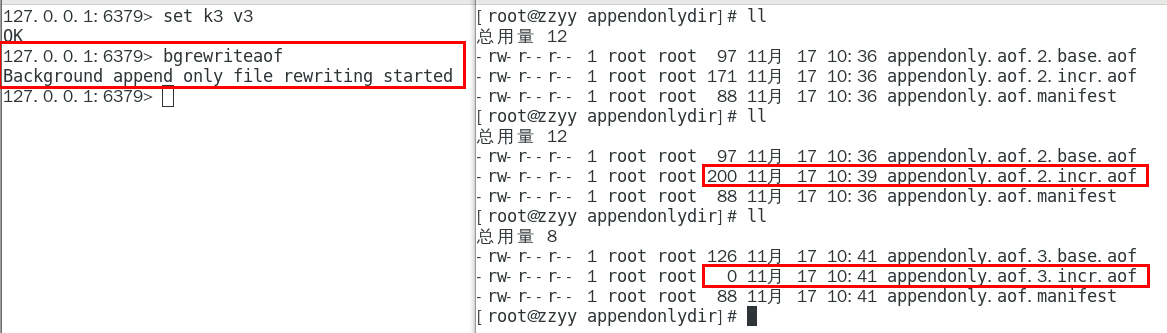 127.0.0.1:6379> set k3 v3
OK
127.0.0.1:6379> bgrewriteaof
Background append only file rewriting started
127.0.0.1:6379>
[root@zzyy appendonlydir]# ll
总用量 12
-rw-r--r-- 1 root root  97 11月 17 10:36 appendonly.aof.2.base.aof
-rw-r--r-- 1 root root 171 11月 17 10:36 appendonly.aof.2.incr.aof
-rw-r--r-- 1 root root  88 11月 17 10:36 appendonly.aof.manifest
[root@zzyy appendonlydir]# ll
总用量 12
-rw-r--r-- 1 root root  97 11月 17 10:36 appendonly.aof.2.base.aof
-rw-r--r-- 1 root root 200 11月 17 10:39 appendonly.aof.2.incr.aof
-rw-r--r-- 1 root root  88 11月 17 10:36 appendonly.aof.manifest
[root@zzyy appendonlydir]# ll
总用量 8
-rw-r--r-- 1 root root 126 11月 17 10:41 appendonly.aof.3.base.aof
-rw-r--r-- 1 root root   0 11月 17 10:41 appendonly.aof.3.incr.aof
-rw-r--r-- 1 root root  88 11月 17 10:41 appendonly.aof.manifest
[root@zzyy appendonlydir]#